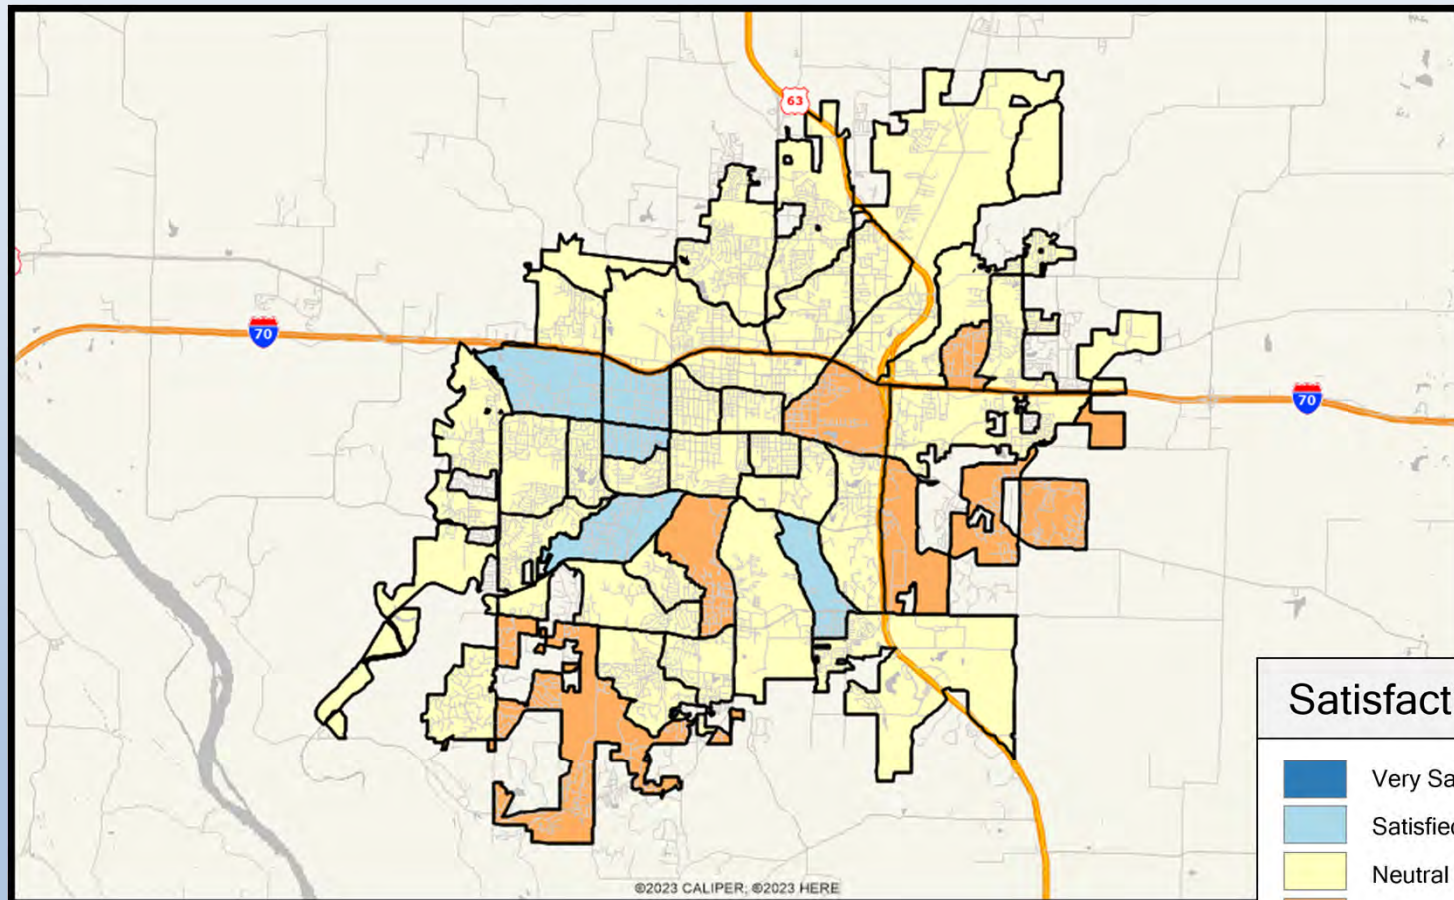 63
70
70
Satisfact
Very Sa
Satisfied
Neutral
©2023 CALIPER; ©2023 HERE